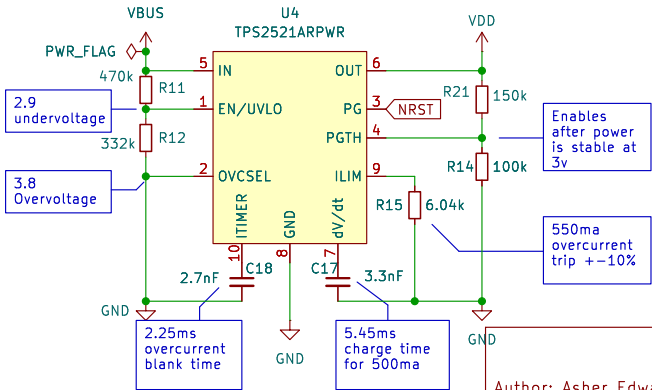 VBUS
U4
TPS2521ARPWR
VDD
PWR_FLAG
5
IN
OUT
6
470k
R11
R21
150k
2.9
undervoltage
1
EN/UVLO
PG
3
NRST
Enables
after power
is stable at
3v
332k
R12
PGTH
4
R14
100k
3.8
Overvoltage
2
OVCSEL
ILIM
9
R15
6.04k
ITIMER
GND
dV/dt
550ma
overcurrent
trip +-10%
10
8
7
2.7nF
C18
C17
3.3nF
GND
2.25ms
overcurrent
blank time
GND
5.45ms
charge time
for 500ma
GND
Author: Asher Edwa